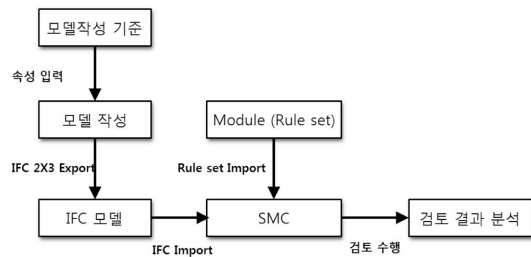 모델작성 기준
속성 입력
모델 작성
Module (Rule set)
IFC 2X3 Export
Rule set Import
IFC 모델
SMC
검토 결과 분석
IFC Import
검토 수행